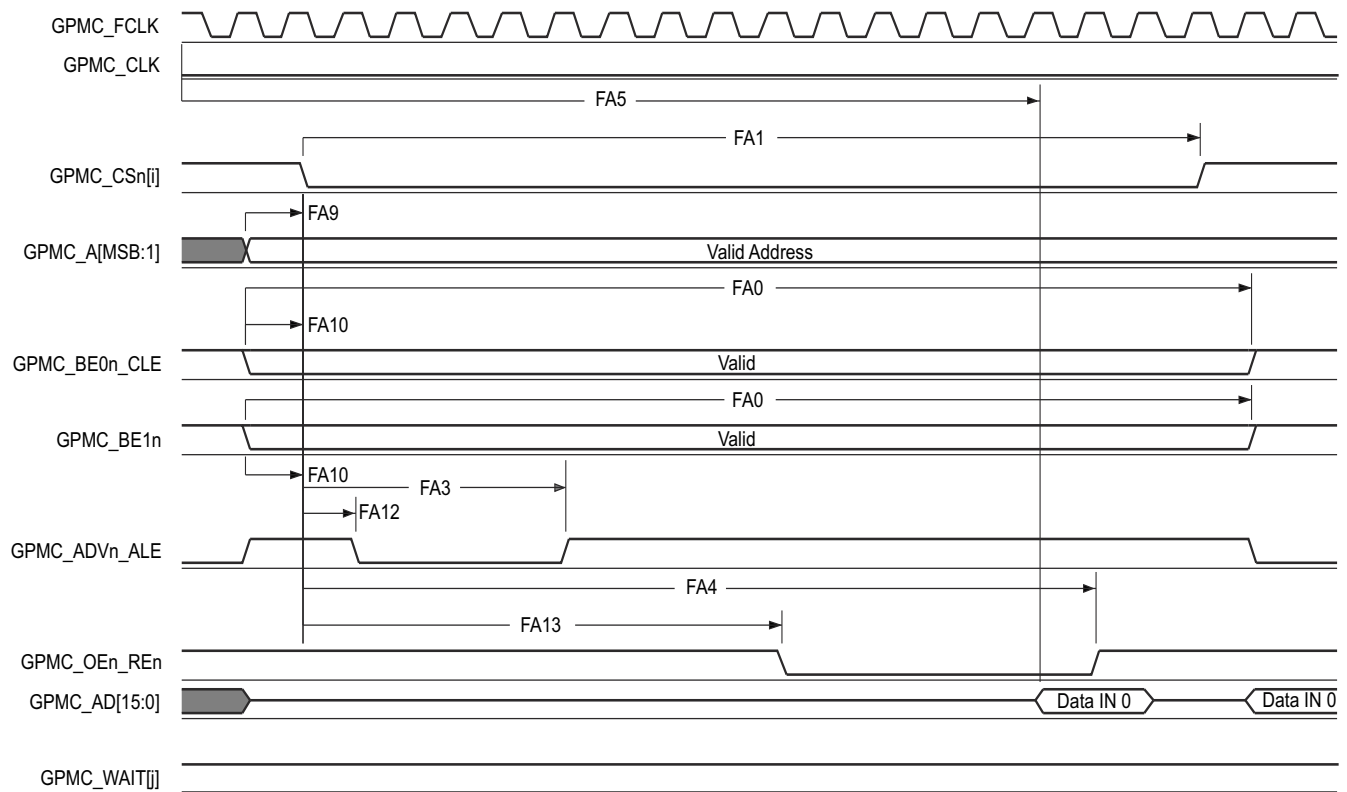 GPMC_FCLK
GPMC_CLK
FA5
FA1
GPMC_CSn[i]
FA9
GPMC_A[MSB:1]
Valid Address
FA0
FA10
GPMC_BE0n_CLE
Valid
FA0
GPMC_BE1n
Valid
FA10
FA3
FA12
GPMC_ADVn_ALE
FA4
FA13
GPMC_OEn_REn
GPMC_AD[15:0]
Data IN 0
Data IN 0
GPMC_WAIT[j]